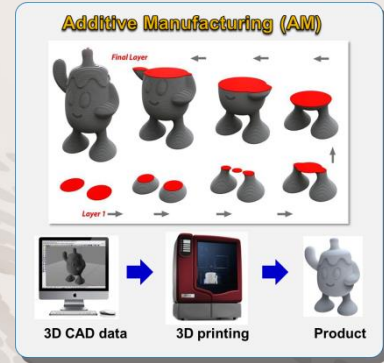 Additive Manufacturing (AM)
Final Layer
Layer 1
3D CAD data
3D printing
Product